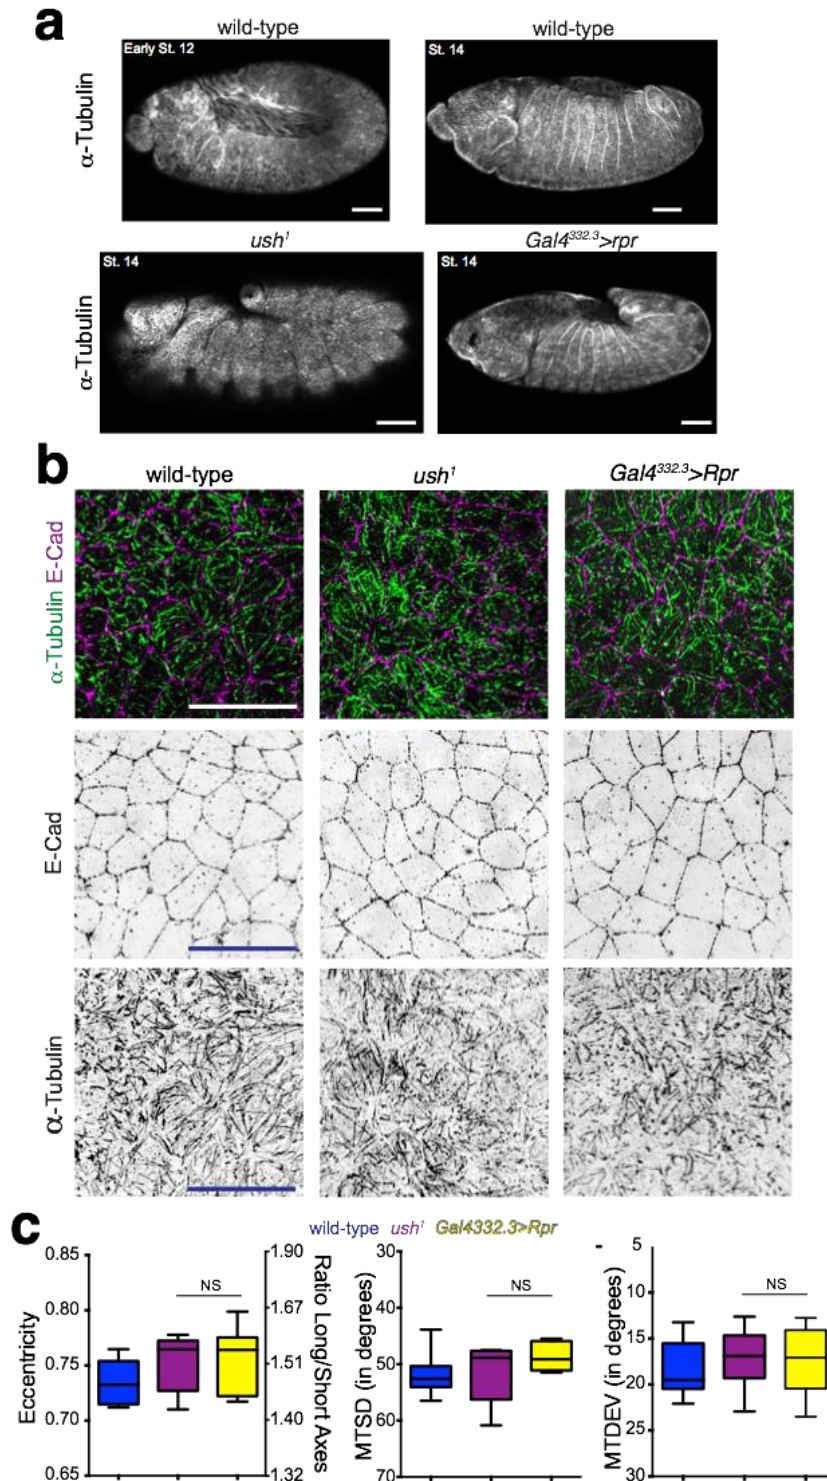 a
wild-type
wild-type
Early St. 12
St. 14
α-Tubulin
ush¹
Gal4³³²·³>rpr
St. 14
St. 14
α-Tubulin
b
wild-type
ush¹
Gal4³³²·³>Rpr
α-Tubulin E-Cad
E-Cad
α-Tubulin
c
wild-type ush¹ Gal4332.3>Rpr
Eccentricity
0.85
0.80
0.75
0.70
0.65
NS
1.90
1.67
1.51
1.40
1.32
Ratio Long/Short Axes
MTSD (in degrees)
30
40
50
60
70
NS
MTDEV (in degrees)
5
10
15
20
25
30
NS